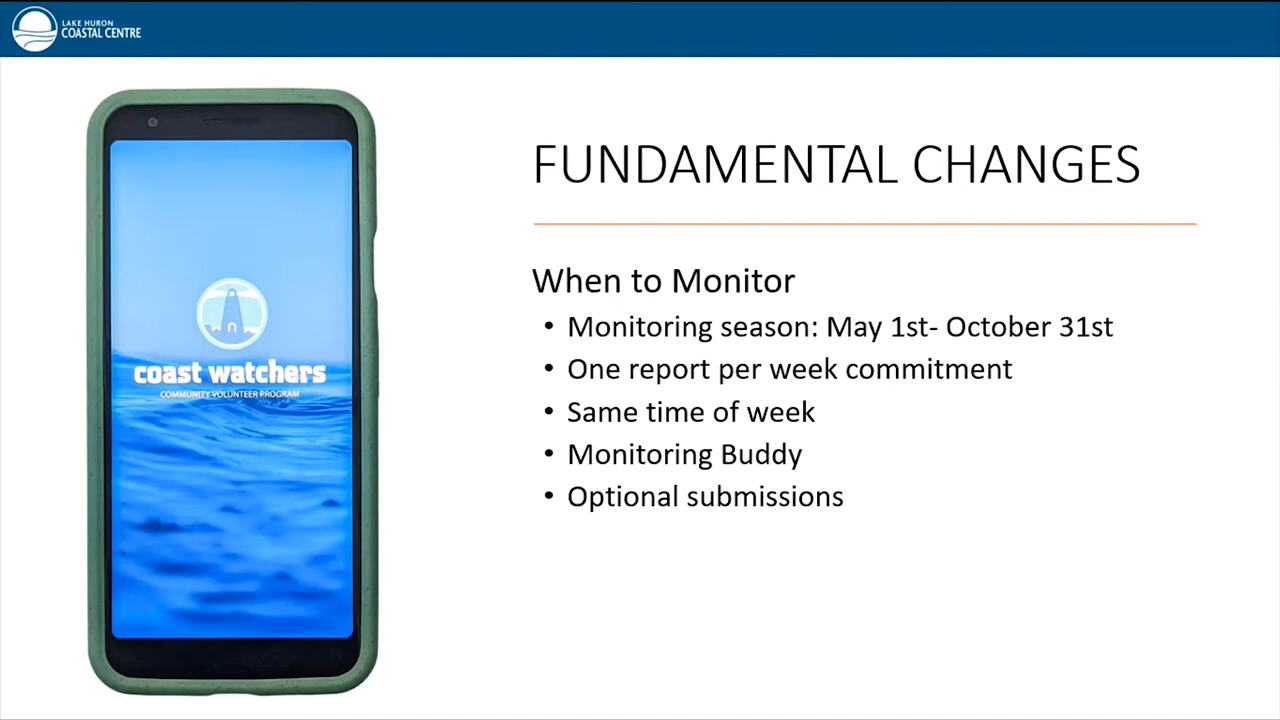 LAKE HURON
COASTAL CENTRE
coast watchers
COMMUNITY VOLUNTEER PROGRAM
FUNDAMENTAL CHANGES
When to Monitor
• Monitoring season: May 1st- October 31st
• One report per week commitment
• Same time of week
• Monitoring Buddy
• Optional submissions